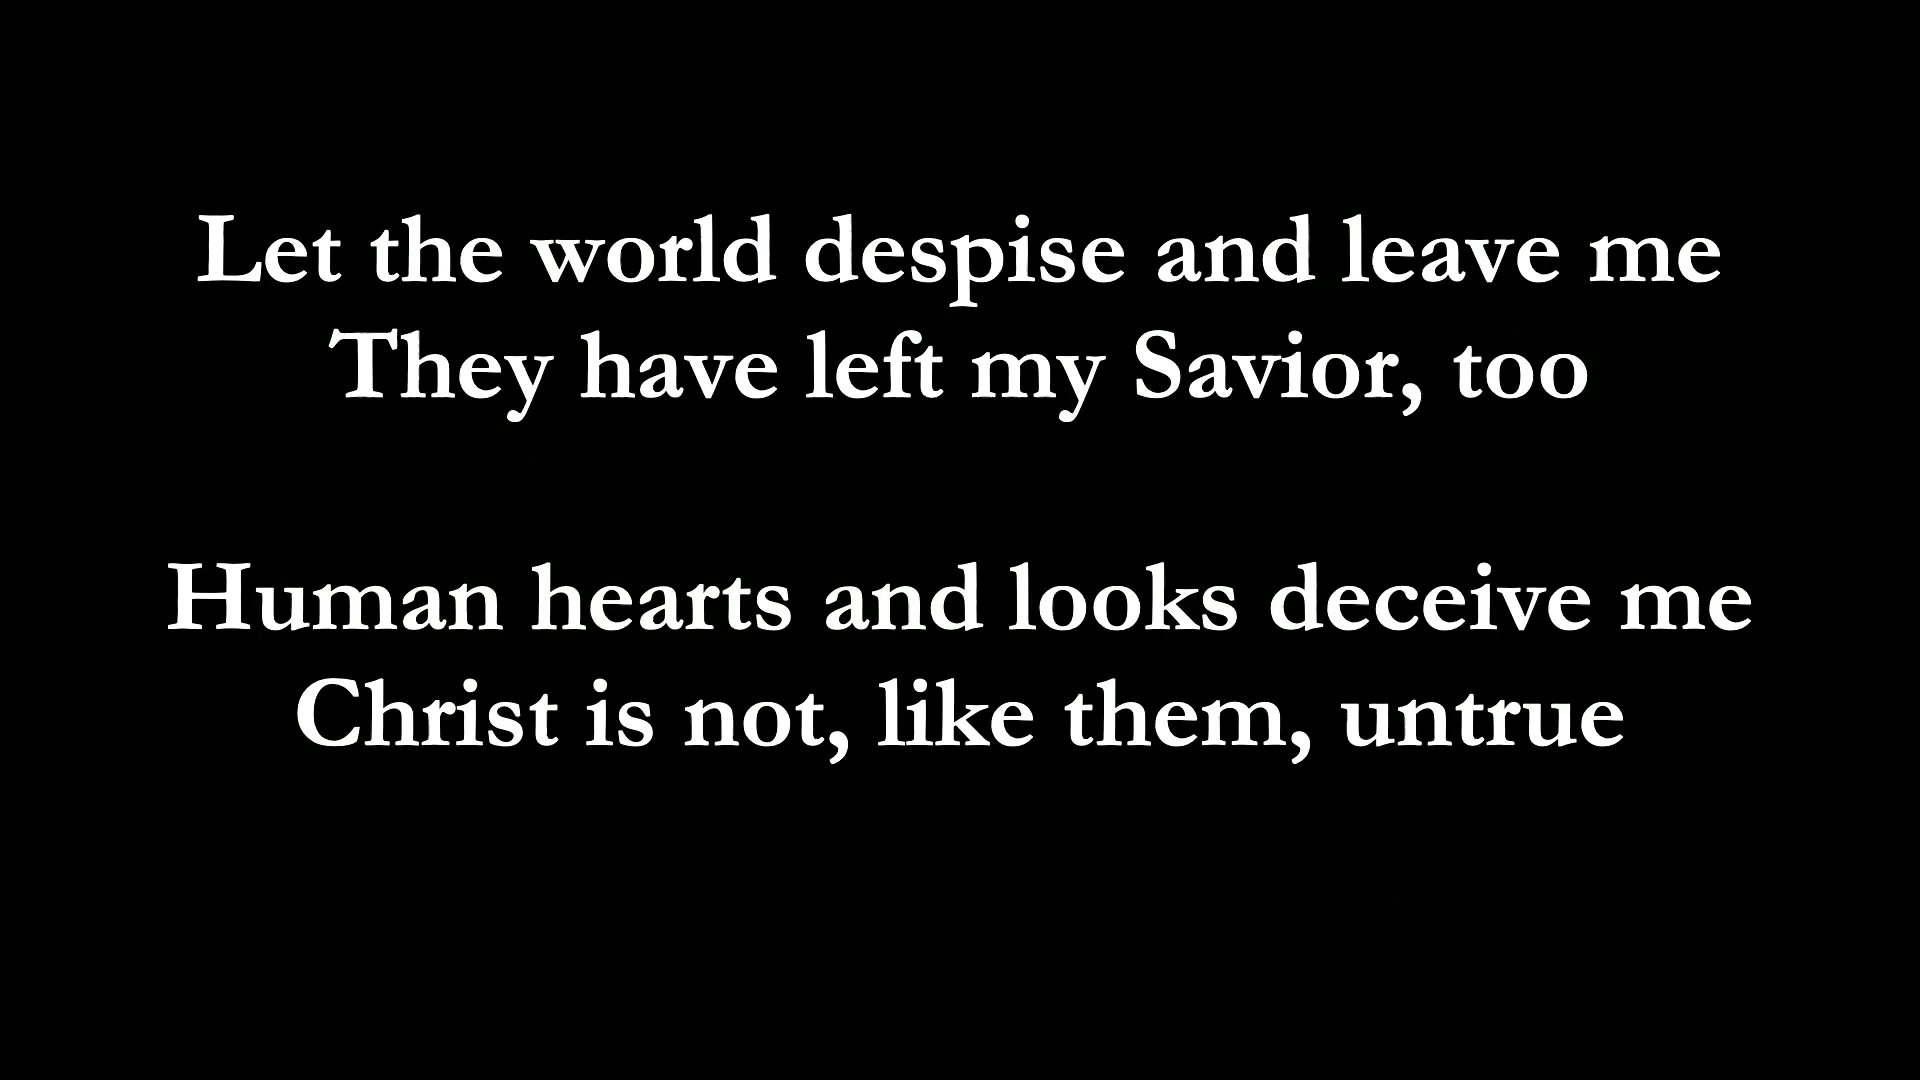 Let the world despise and leave me
They have left my Savior, too
Human hearts and looks deceive me
Christ is not, like them, untrue